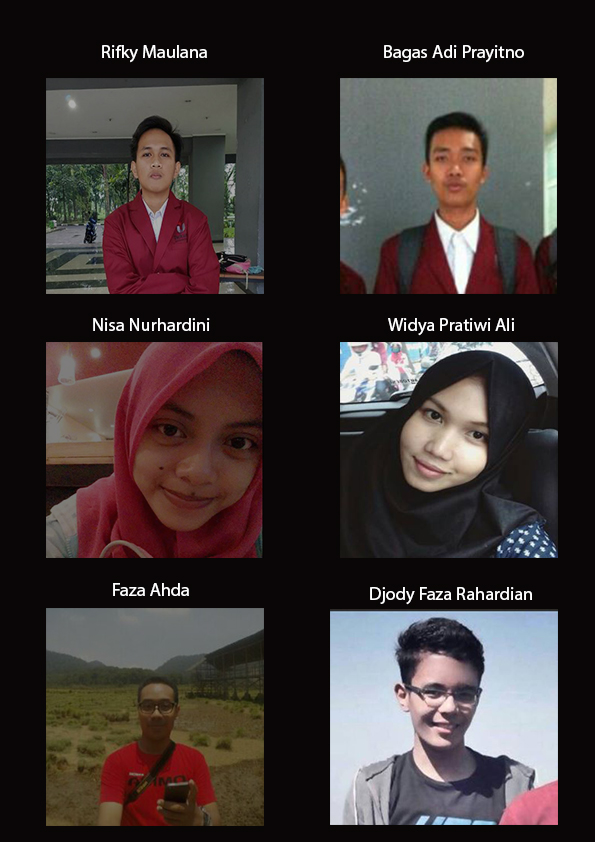 Rifky Maulana
Bagas Adi Prayitno
Nisa Nurhardini
Widya Pratiwi Ali
Faza Ahda
Djody Faza Rahardian